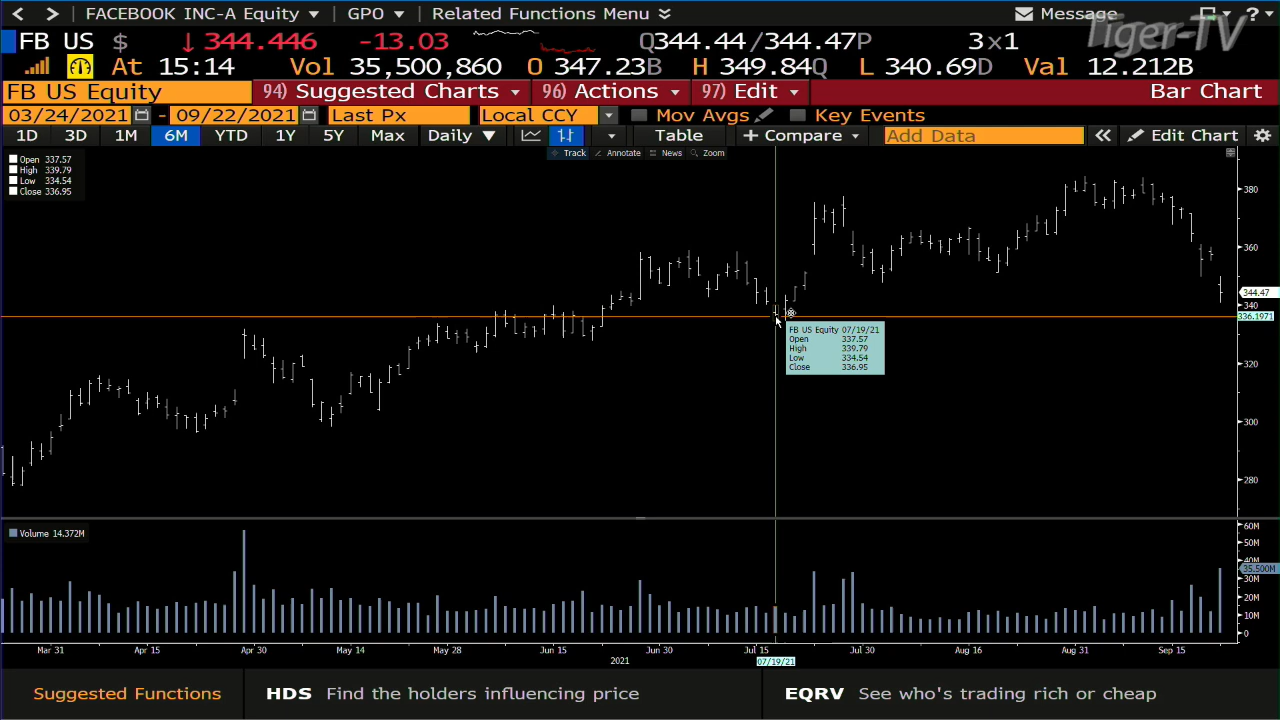 FACEBOOK INC-A Equity GPO Related Functions Menu Message ?
Tiger-TV
FB US $ ↓ 344.446 -13.03 Q344.44/344.47P 3x1
At 15:14 Vol 35,500,860 O 347.23B H 349.84Q L 340.69D Val 12.212B
FB US Equity 94) Suggested Charts 96) Actions 97) Edit Bar Chart
03/24/2021 - 09/22/2021 Last Px Local CCY Mov Avgs Key Events
1D 3D 1M 6M YTD 1Y 5Y Max Daily ▼ Table + Compare Add Data « Edit Chart
Track Annotate News Zoom
Open 337.57
High 339.79
Low 334.54
Close 336.95
380
360
344.47
340
336.1971
320
300
280
FB US Equity 07/19/21
Open 337.57
High 339.79
Low 334.54
Close 336.95
Volume 14.372M
60M
50M
40M
35.500M
30M
20M
10M
0
Mar 31 Apr 15 Apr 30 May 14 May 28 Jun 15 Jun 30 Jul 15 Jul 30 Aug 16 Aug 31 Sep 15
2021 07/19/21
Suggested Functions HDS Find the holders influencing price EQRV See who's trading rich or cheap